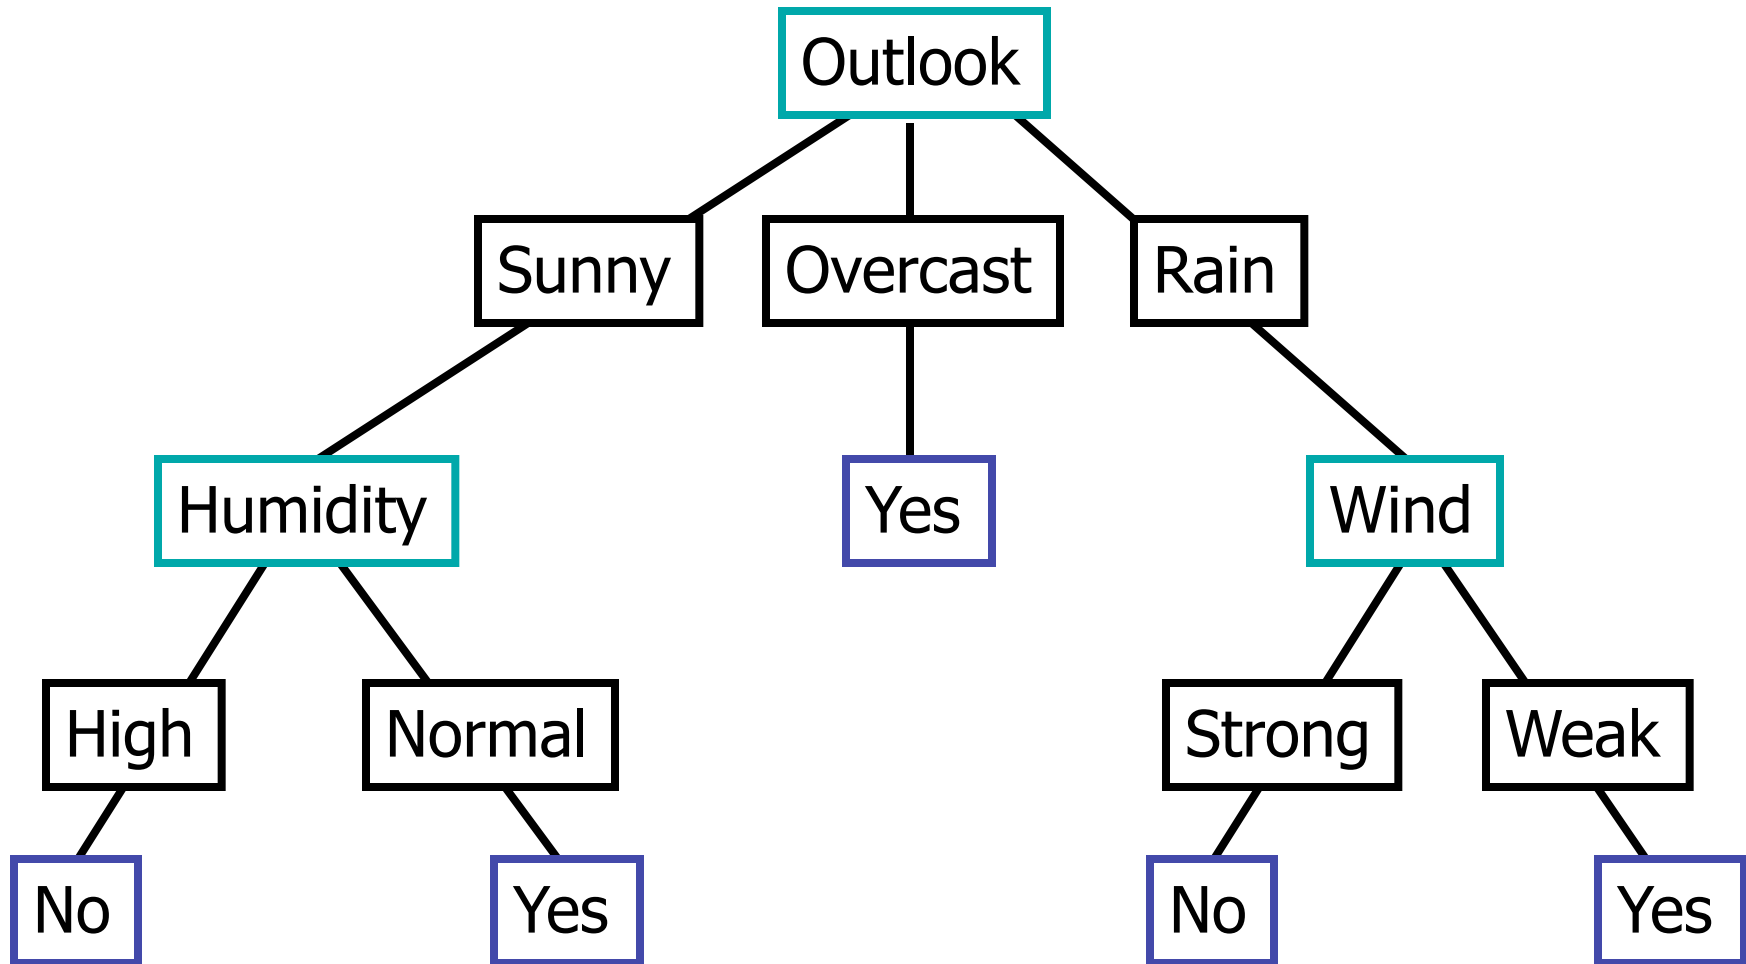 Outlook
Sunny
Overcast
Rain
Humidity
Yes
Wind
High
Normal
Strong
Weak
No
Yes
No
Yes